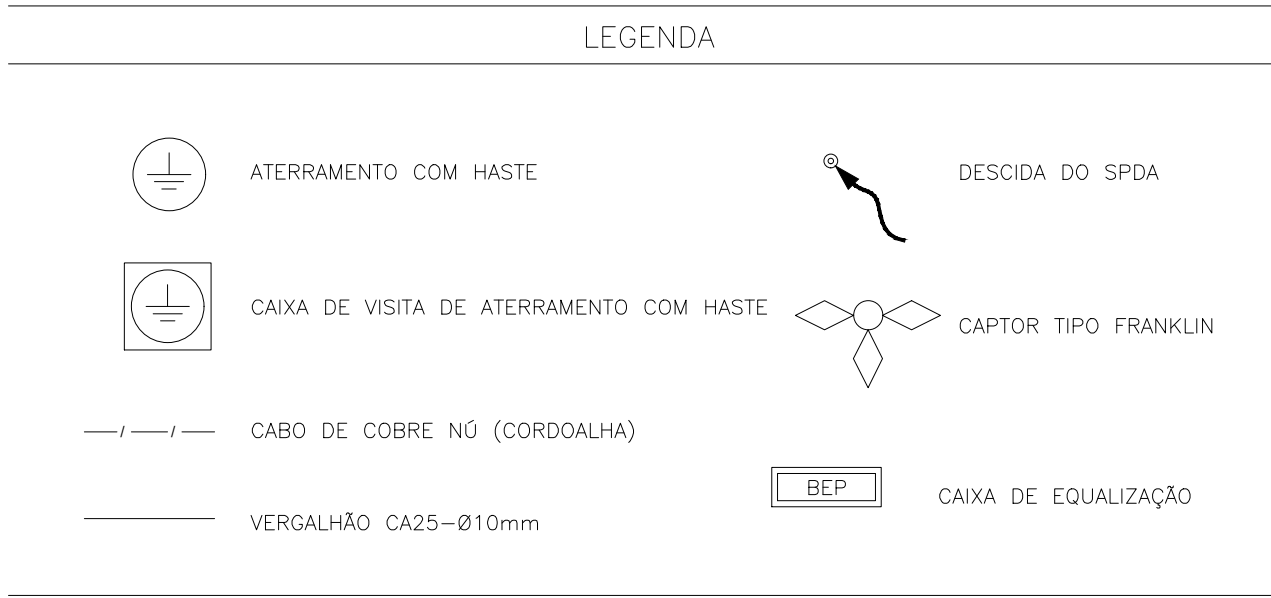 LEGENDA
ATERRAMENTO COM HASTE
CAIXA DE VISITA DE ATERRAMENTO COM HASTE
CABO DE COBRE NÚ (CORDOALHA)
VERGALHÃO CA25-Ø10mm
DESCIDA DO SPDA
CAPTOR TIPO FRANKLIN
BEP
CAIXA DE EQUALIZAÇÃO